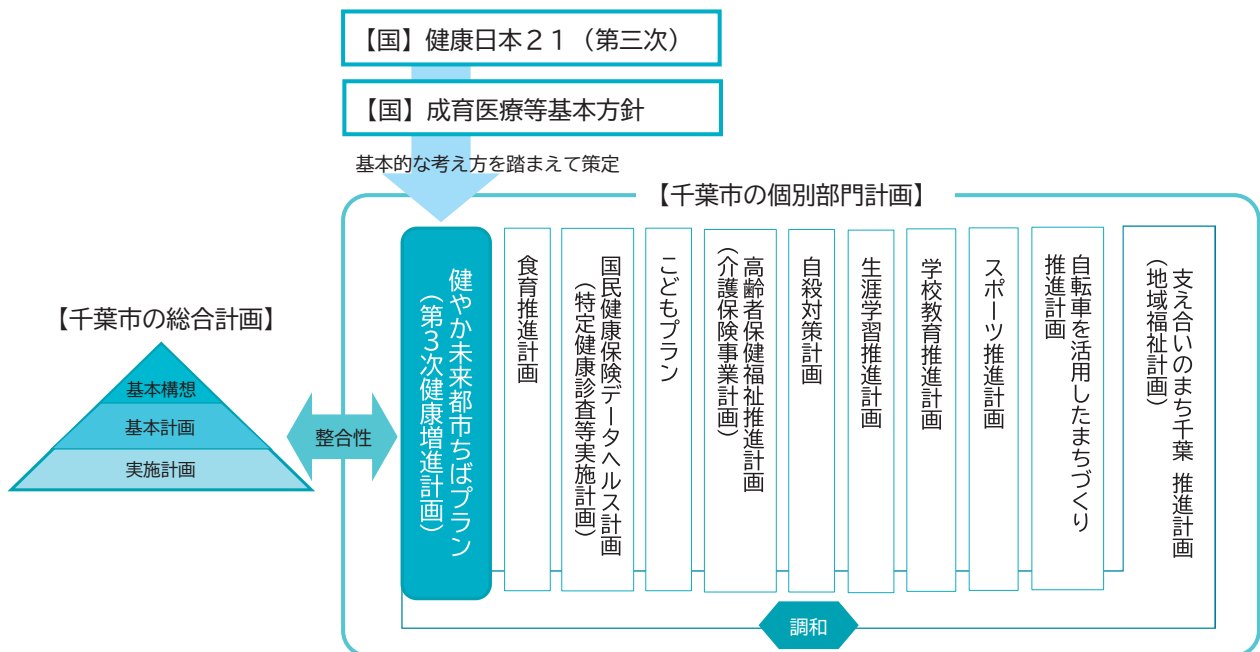 【国】健康日本２１（第三次）
【国】成育医療等基本方針
基本的な考え方を踏まえて策定
【千葉市の個別部門計画】
【千葉市の総合計画】
基本構想
基本計画
実施計画
整合性
健やか未来都市ちばプラン
（第３次健康増進計画）
食育推進計画
国民健康保険データヘルス計画
（特定健康診査等実施計画）
こどもプラン
高齢者保健福祉推進計画
（介護保険事業計画）
自殺対策計画
生涯学習推進計画
学校教育推進計画
スポーツ推進計画
自転車を活用したまちづくり
推進計画
支え合いのまち千葉 推進計画
（地域福祉計画）
調和